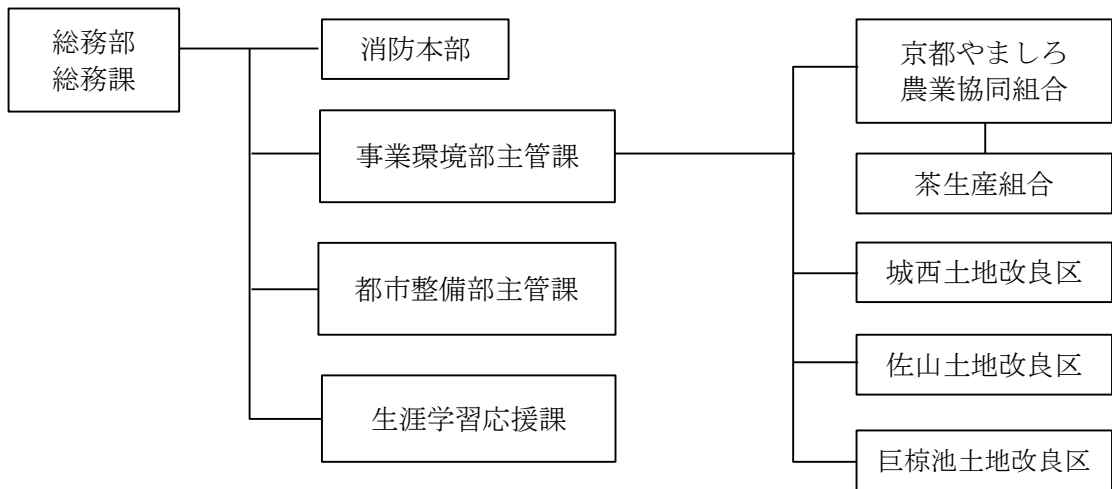 総務部
総務課
消防本部
事業環境部主管課
都市整備部主管課
生涯学習応援課
京都やましろ
農業協同組合
茶生産組合
城西土地改良区
佐山土地改良区
巨椋池土地改良区